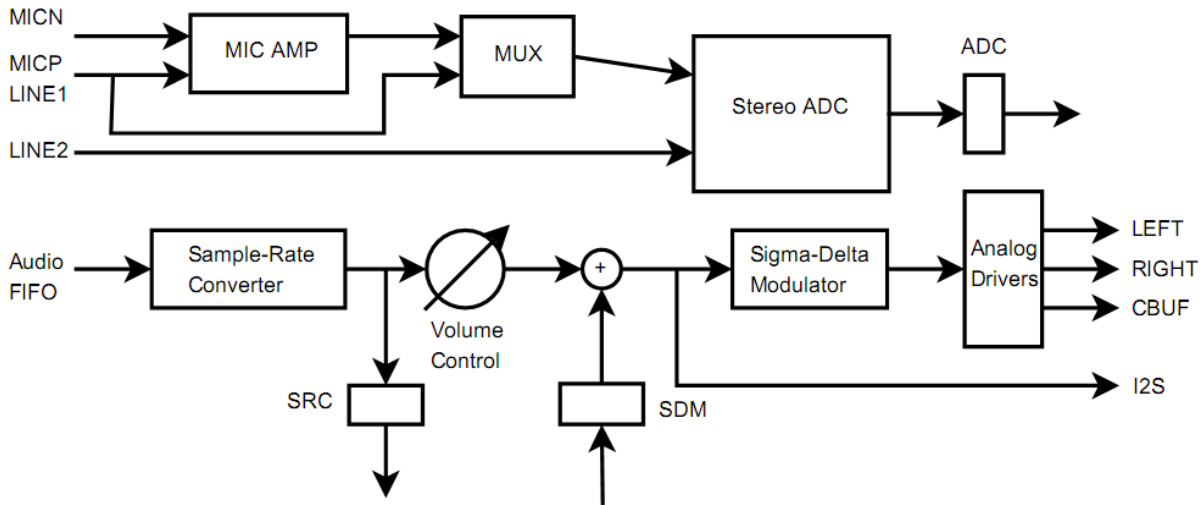 MICN
MICP
LINE1
MIC AMP
MUX
Stereo ADC
ADC
LINE2
Audio
FIFO
Sample-Rate
Converter
Volume
Control
+
Sigma-Delta
Modulator
Analog
Drivers
LEFT
RIGHT
CBUF
SRC
SDM
I2S